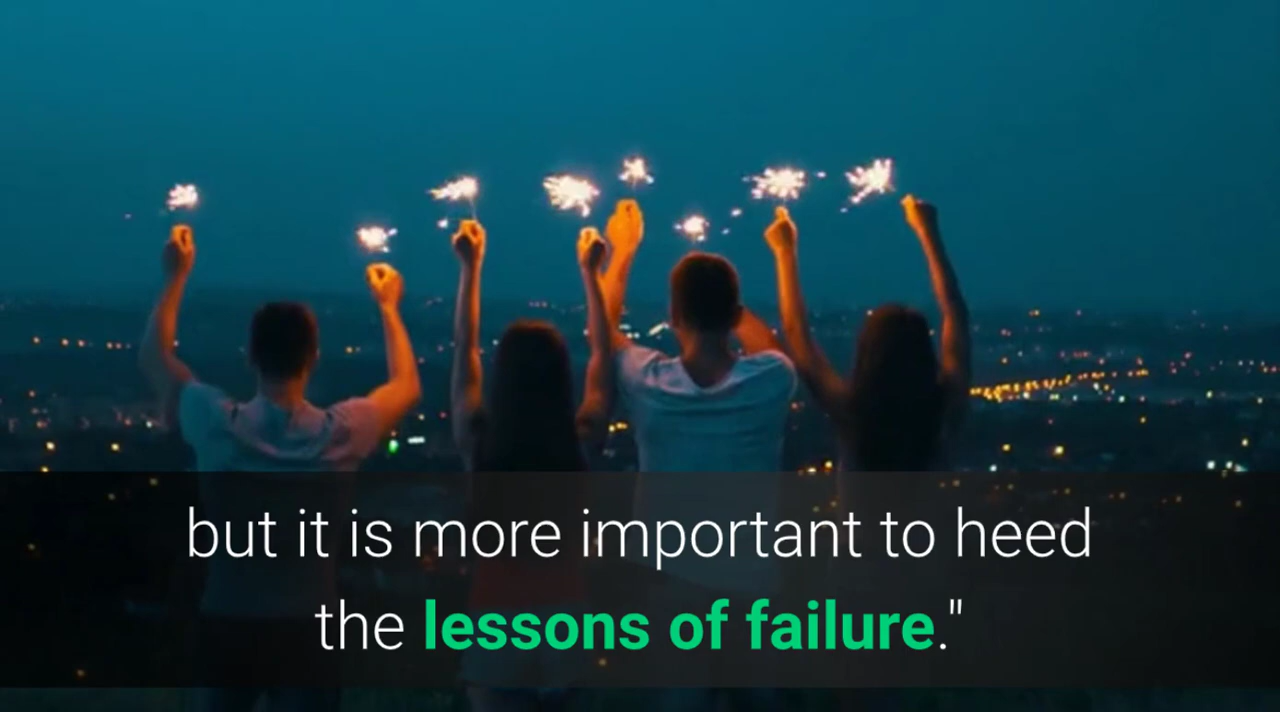 but it is more important to heed
the lessons of failure."